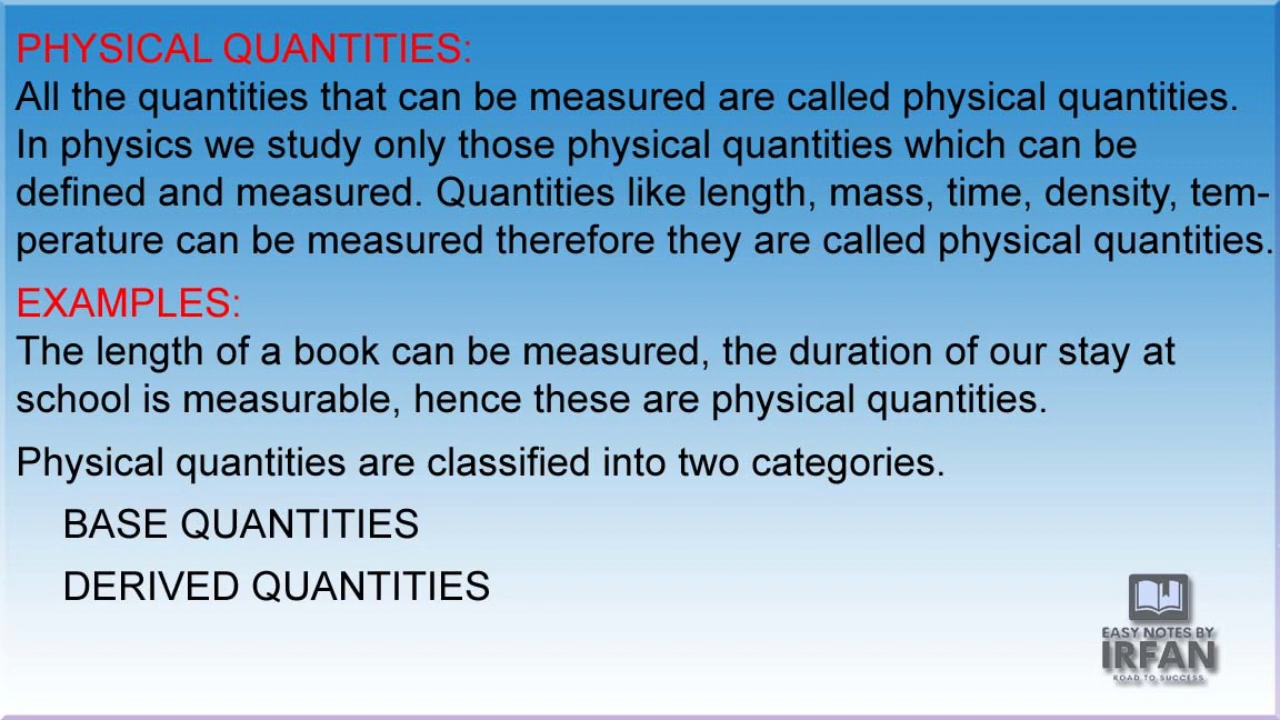 PHYSICAL QUANTITIES:
All the quantities that can be measured are called physical quantities.
In physics we study only those physical quantities which can be
defined and measured. Quantities like length, mass, time, density, tem-
perature can be measured therefore they are called physical quantities.
EXAMPLES:
The length of a book can be measured, the duration of our stay at
school is measurable, hence these are physical quantities.
Physical quantities are classified into two categories.
BASE QUANTITIES
DERIVED QUANTITIES
EASY NOTES BY
IRFAN
ROAD TO SUCCESS